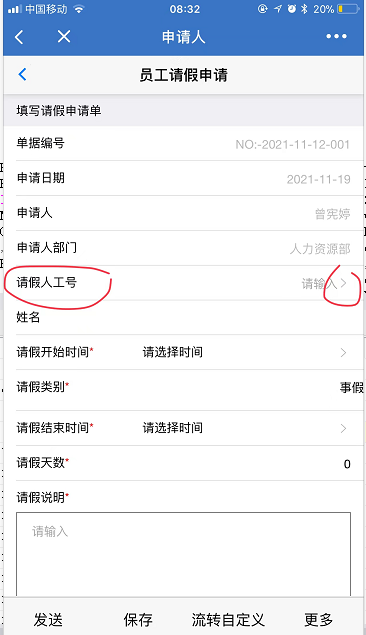 中国移动 08:32 20%
申请人
员工请假申请
填写请假申请单
单据编号 NO:-2021-11-12-001
申请日期 2021-11-19
申请人 曾宪婷
申请人部门 人力资源部
请假人工号 请输入
姓名
请假开始时间* 请选择时间
请假类别* 事假
请假结束时间* 请选择时间
请假天数* 0
请假说明*
请输入
发送 保存 流转自定义 更多